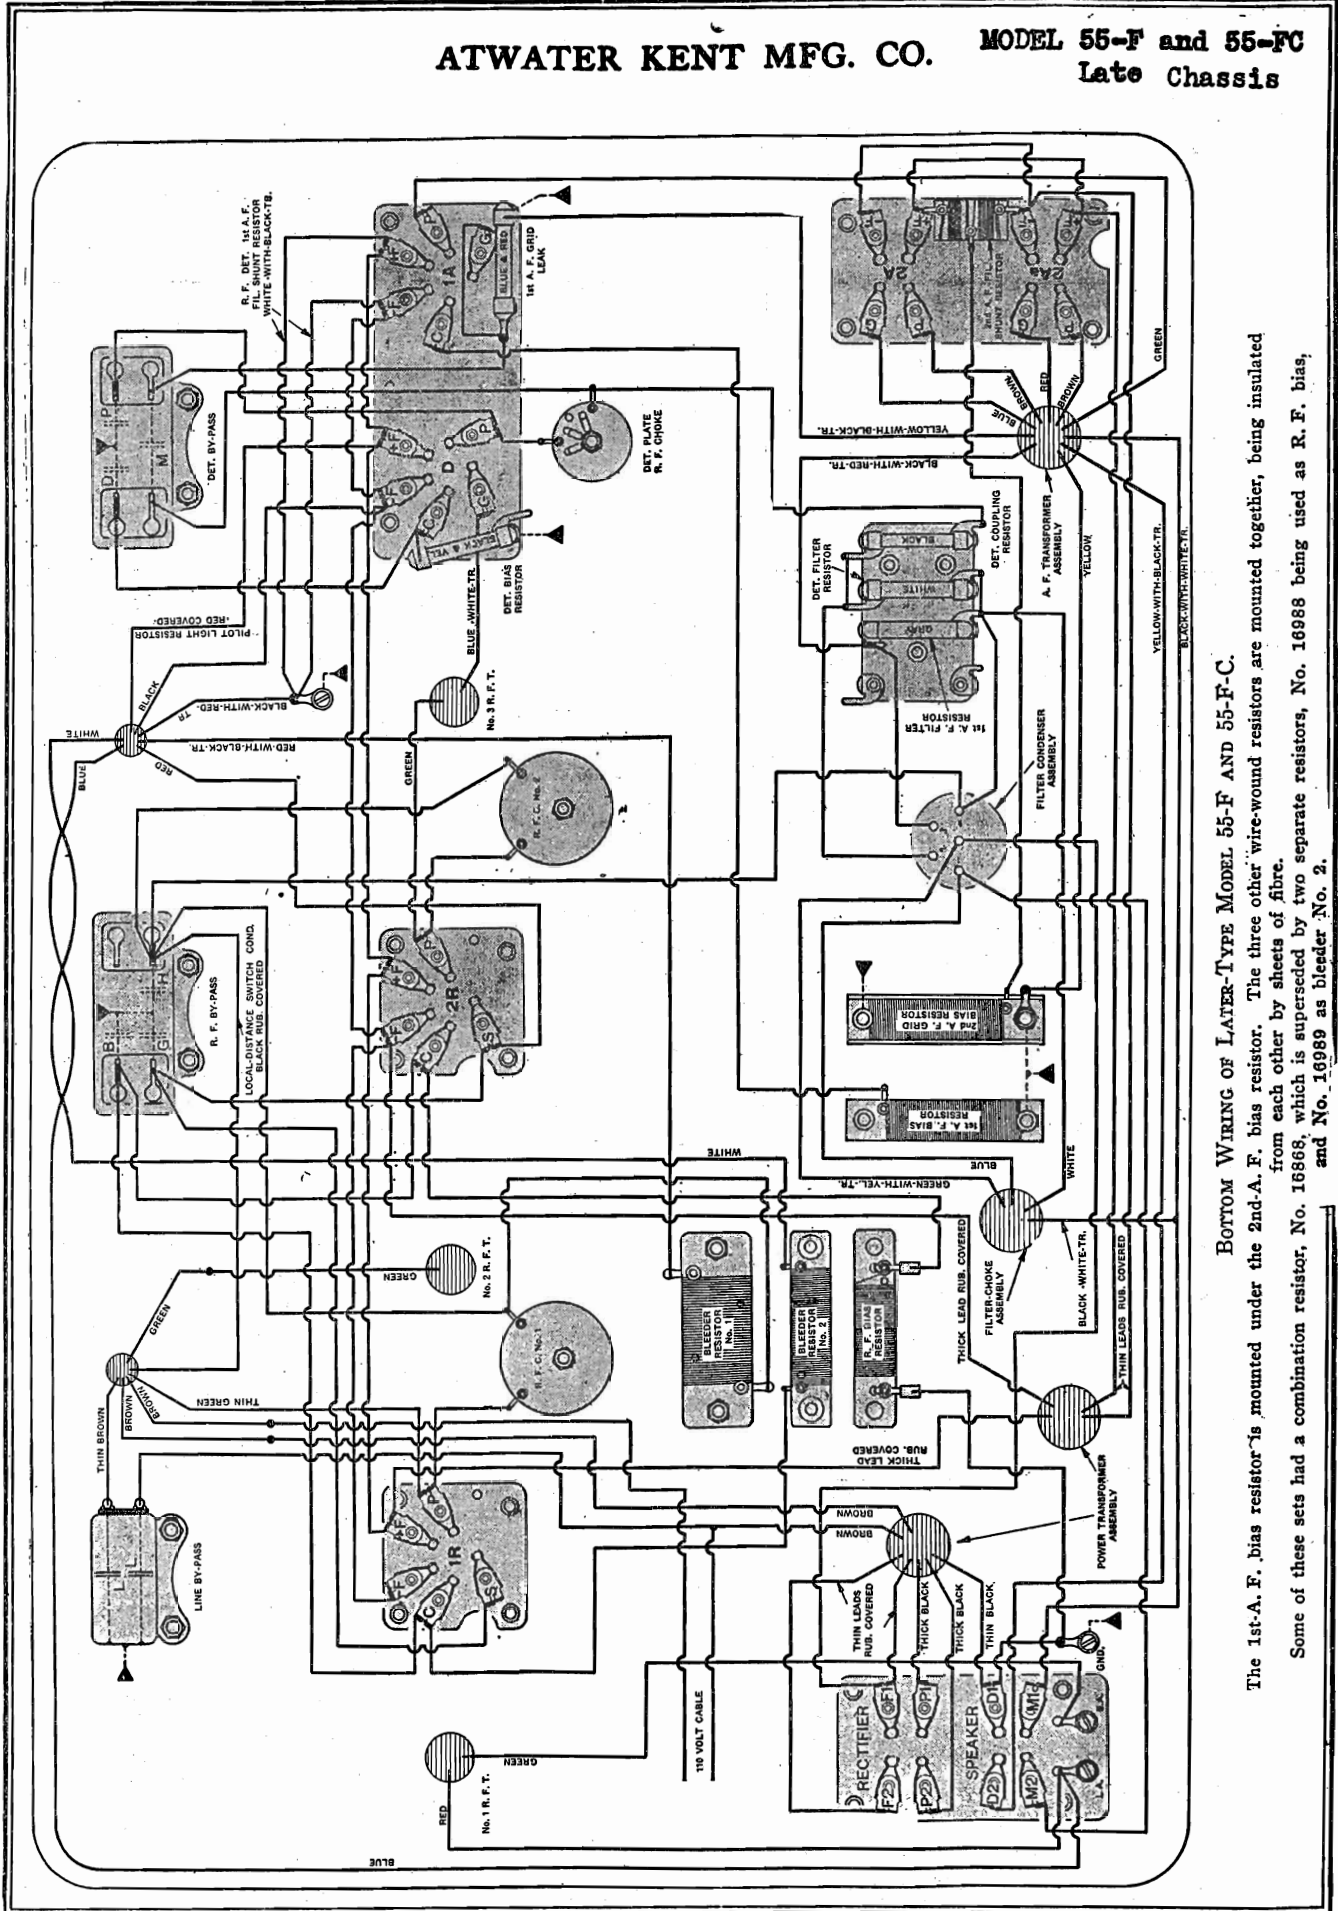 ATWATER KENT MFG. CO.
MODEL 55-F and 55-FC
Late Chassis
R. F. DET. 1st A. F.
FIL. SHUNT RESISTOR
WHITE-WITH-BLACK-TR.
1A
BLUE & RED
1st A. F. GRID
LEAK
2A
2AB
2nd A. F. FIL.
SHUNT RESISTOR
P
M
D
DET. BY-PASS
DET. PLATE
R. F. CHOKE
D
BLACK & YEL.
DET. BIAS
RESISTOR
BLUE-WHITE-TR.
No. 3 R. F. T.
BLUE
BROWN
RED
BROWN
GREEN
YELLOW-WITH-BLACK-TR.
BLACK-WITH-RED-TR.
A. F. TRANSFORMER
ASSEMBLY
YELLOW
YELLOW-WITH-BLACK-TR.
BLACK-WITH-WHITE-TR.
DET. FILTER
RESISTOR
BLACK
WHITE
GRAY
DET. COUPLING
RESISTOR
1st A. F. FILTER
RESISTOR
FILTER CONDENSER
ASSEMBLY
PILOT LIGHT RESISTOR
-RED COVERED-
WHITE
BLUE
BLACK
BLACK-WITH-RED-
TR
RED-WITH-BLACK-TR.
RED
GREEN
R. F. C. No. 2
B
H
G
R. F. BY-PASS
LOCAL-DISTANCE SWITCH COND.
BLACK RUB. COVERED
2R
2nd A. F. GRID
BIAS RESISTOR
1st A. F. BIAS
RESISTOR
WHITE
BLUE
GREEN-WITH-YEL.-TR.
WHITE
BLACK-WHITE-TR.
FILTER-CHOKE
ASSEMBLY
THICK LEAD RUB. COVERED
THIN LEADS RUB. COVERED
BLEEDER
RESISTOR
No. 1
BLEEDER
RESISTOR
No. 2
R. F. BIAS
RESISTOR
No. 2 R. F. T.
GREEN
GREEN
R. F. C. No. 1
THIN BROWN
BROWN
BROWN
THIN GREEN
THICK LEAD
RUB. COVERED
BROWN
BROWN
POWER TRANSFORMER
ASSEMBLY
L
L
LINE BY-PASS
1R
THIN LEADS
RUB. COVERED
THICK BLACK
THICK BLACK
THIN BLACK
GND.
RECTIFIER
F1
P1
F2
P2
SPEAKER
D1
M1
D2
M2
L.A.
110 VOLT CABLE
No. 1 R. F. T.
GREEN
RED
BLUE
BOTTOM WIRING OF LATER-TYPE MODEL 55-F AND 55-F-C.
The 1st-A. F. bias resistor is mounted under the 2nd-A. F. bias resistor. The three other wire-wound resistors are mounted together, being insulated
from each other by sheets of fibre.
Some of these sets had a combination resistor, No. 16868, which is superseded by two separate resistors, No. 16988 being used as R. F. bias,
and No. 16989 as bleeder No. 2.